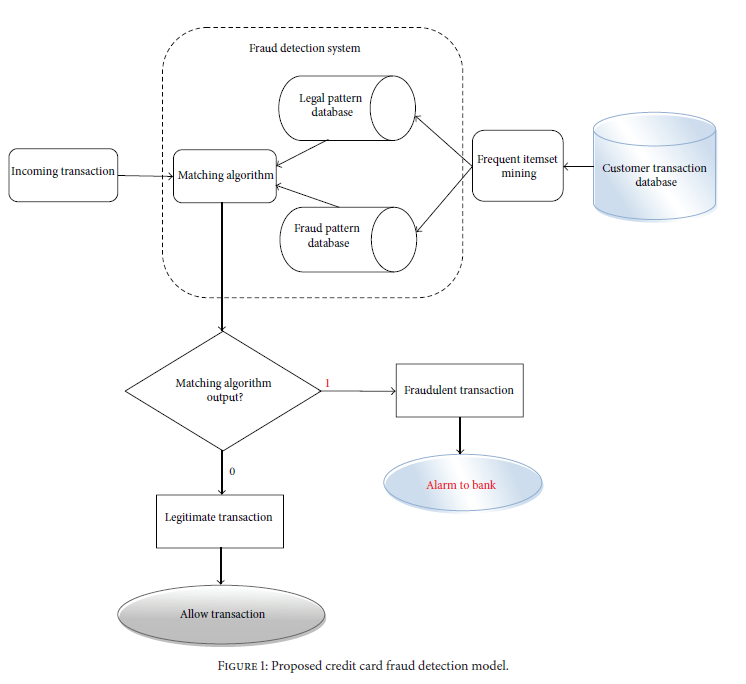 Fraud detection system
Legal pattern
database
Incoming transaction
Matching algorithm
Frequent itemset
mining
Customer transaction
database
Fraud pattern
database
Matching algorithm
output?
1
Fraudulent transaction
0
Alarm to bank
Legitimate transaction
Allow transaction
FIGURE 1: Proposed credit card fraud detection model.